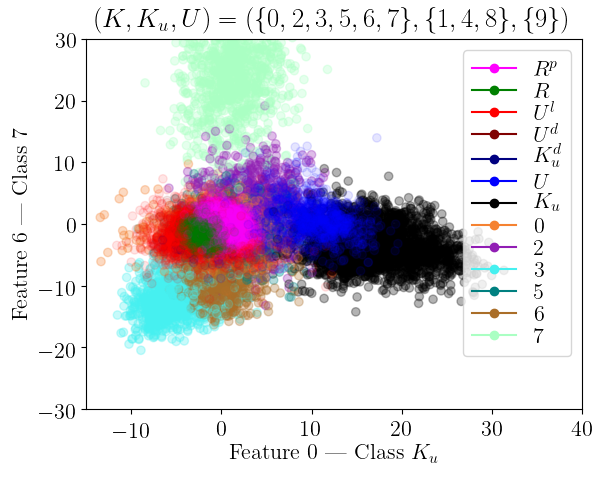 (K, K_u, U) = ({0, 2, 3, 5, 6, 7}, {1, 4, 8}, {9})
30
20
10
0
−10
−20
−30
−10
0
10
20
30
40
Feature 6 — Class 7
Feature 0 — Class K_u
R^p
R
U^l
U^d
K_u^d
U
K_u
0
2
3
5
6
7